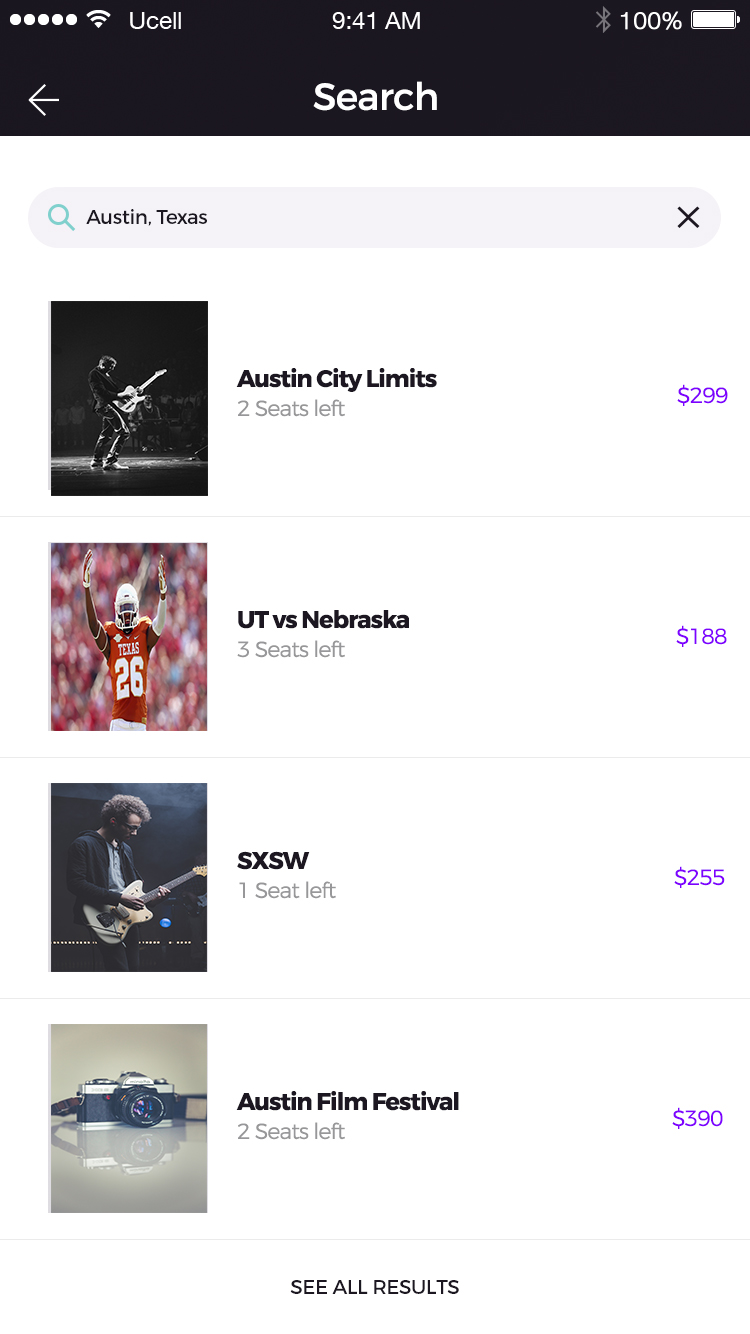 Ucell 9:41 AM 100%
Search
Austin, Texas
Austin City Limits
2 Seats left
$299
TEXAS
26
UT vs Nebraska
3 Seats left
$188
SXSW
1 Seat left
$255
Austin Film Festival
2 Seats left
$390
SEE ALL RESULTS